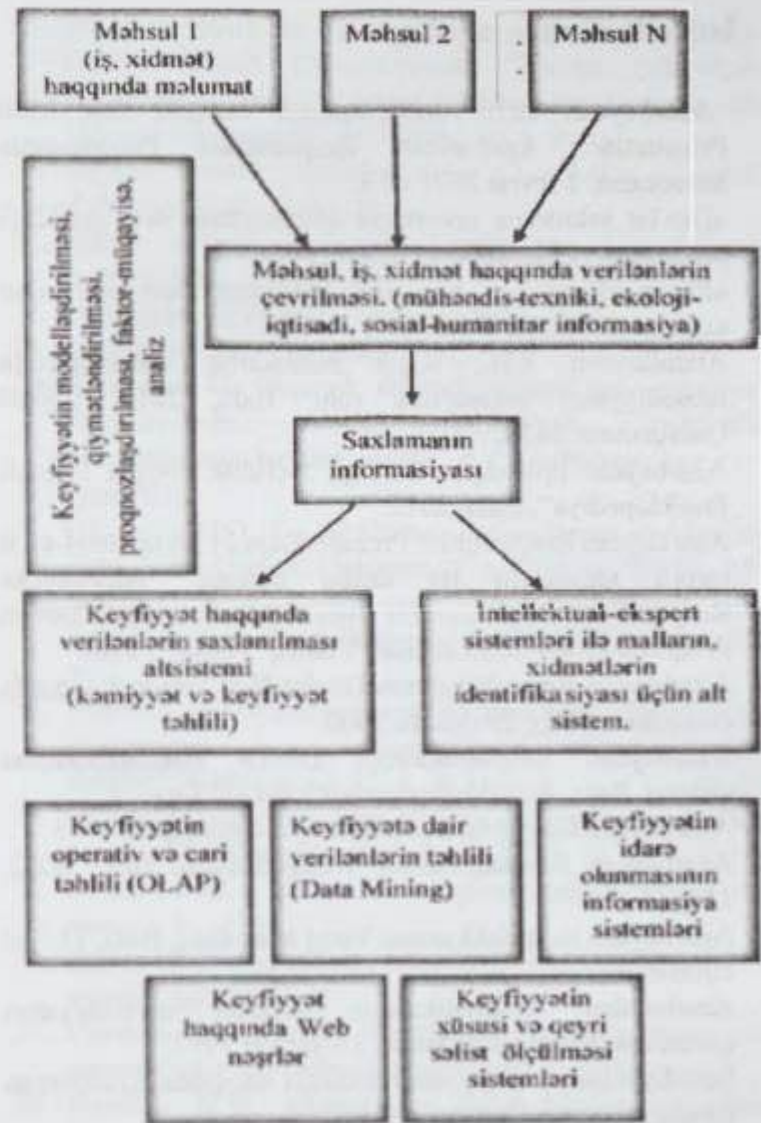 Məhsul 1
(iş, xidmət)
haqqında məlumat
Məhsul 2
.
.
Məhsul N
Keyfiyyətin modelləşdirilməsi,
qiymətləndirilməsi,
proqnozlaşdırılması, faktor-müqayisə,
analiz
Məhsul, iş, xidmət haqqında verilənlərin
çevrilməsi. (mühəndis-texniki, ekoloji-
iqtisadi, sosial-humanitar informasiya)
Saxlamanın
informasiyası
Keyfiyyət haqqında
verilənlərin saxlanılması
altsistemi
(kəmiyyət və keyfiyyət
təhlili)
İntellektual-ekspert
sistemləri ilə malların,
xidmətlərin
identifikasiyası üçün alt
sistem.
Keyfiyyətin
operativ və cari
təhlili (OLAP)
Keyfiyyətə dair
verilənlərin təhlili
(Data Mining)
Keyfiyyətin
idarə
olunmasının
informasiya
sistemləri
Keyfiyyət
haqqında Web
nəşrlər
Keyfiyyətin
xüsusi və qeyri
səlist ölçülməsi
sistemləri